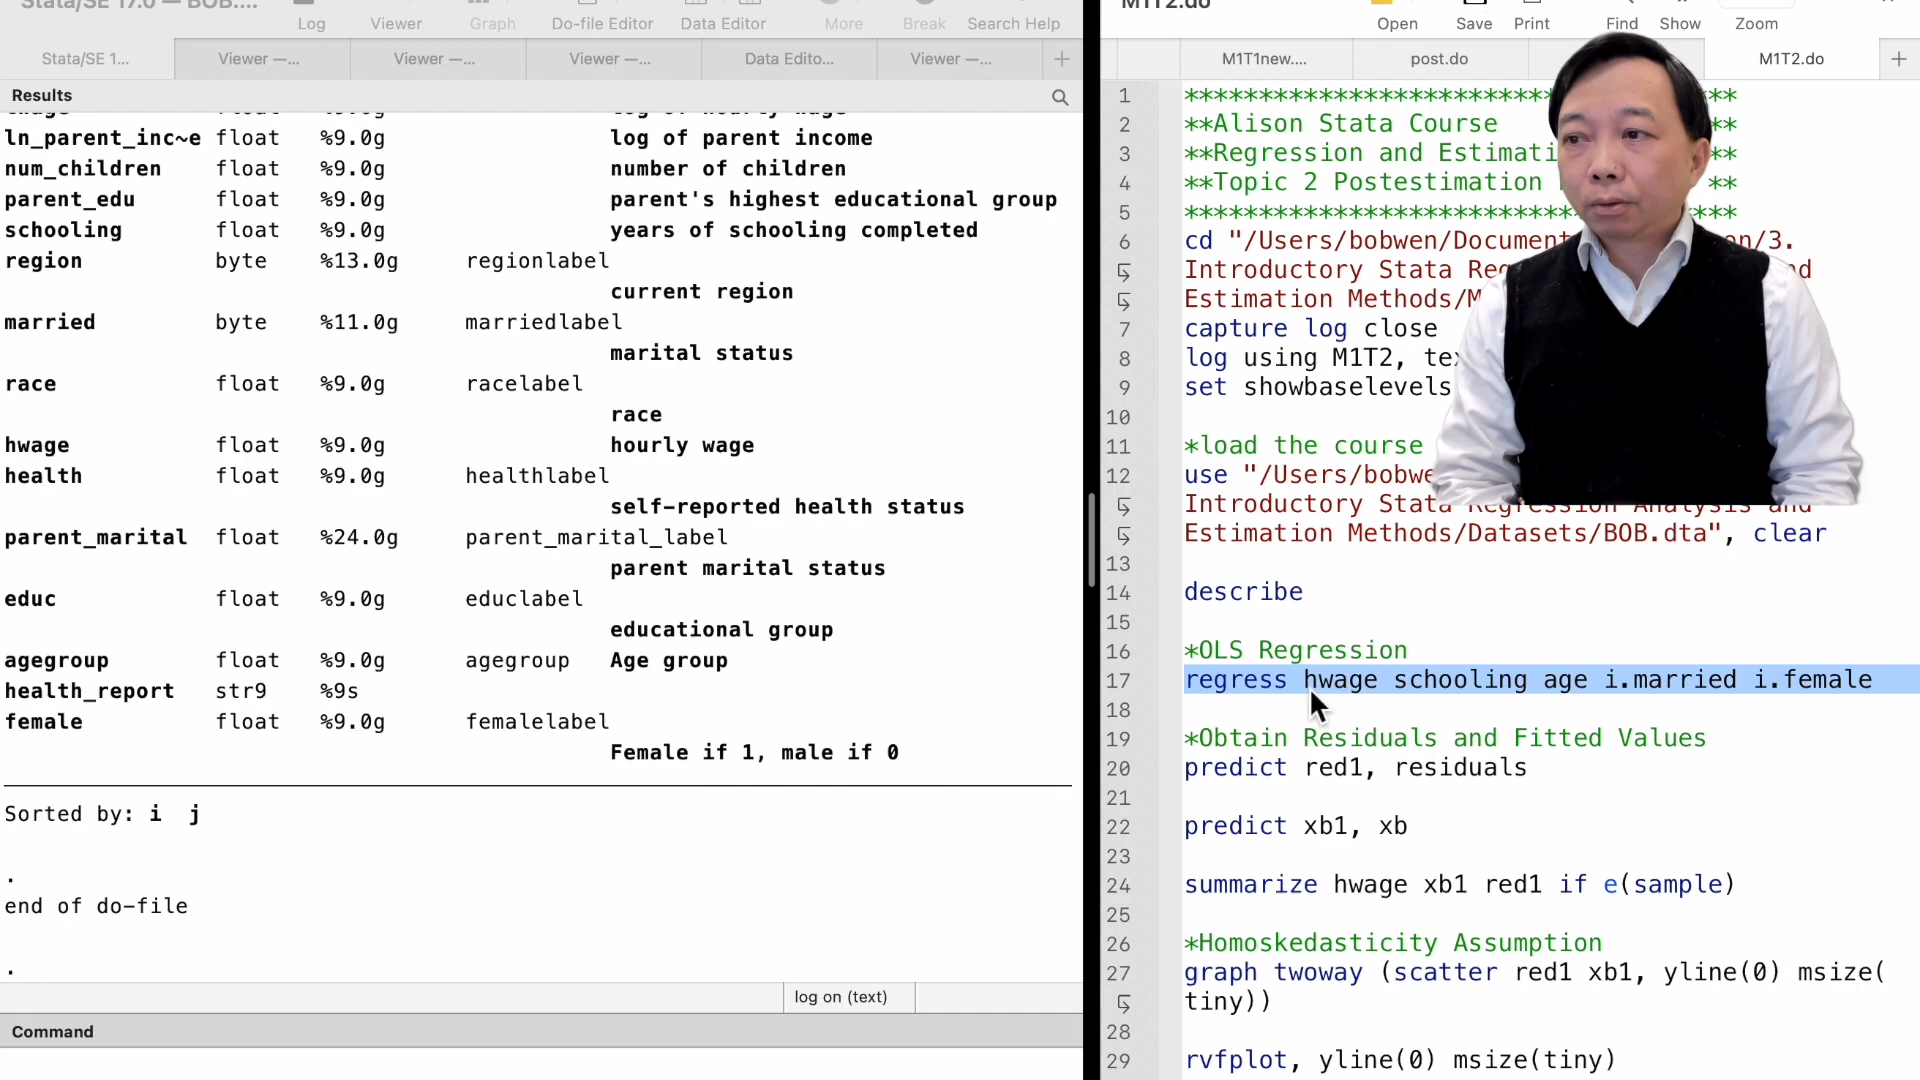 Stata/SE 17.0 — BOB....
Log
Viewer
Graph
Do-file Editor
Data Editor
More
Break
Search Help
Stata/SE 1...
Viewer —...
Viewer —...
Viewer —...
Data Edito...
Viewer —...
+
Results
ln_parent_inc~e float %9.0g log of parent income
num_children float %9.0g number of children
parent_edu float %9.0g parent's highest educational group
schooling float %9.0g years of schooling completed
region byte %13.0g regionlabel
current region
married byte %11.0g marriedlabel
marital status
race float %9.0g racelabel
race
hwage float %9.0g hourly wage
health float %9.0g healthlabel
self-reported health status
parent_marital float %24.0g parent_marital_label
parent marital status
educ float %9.0g educlabel
educational group
agegroup float %9.0g agegroup Age group
health_report str9 %9s
female float %9.0g femalelabel
Female if 1, male if 0
Sorted by: i j
.
end of do-file
.
log on (text)
Command
M1T2.do
Open
Save
Print
Find
Show
Zoom
M1T1new....
post.do
M1T2.do
+
1 ************************ **
2 **Alison Stata Course **
3 **Regression and Estimati **
4 **Topic 2 Postestimation **
5 ************************ ***
6 cd "/Users/bobwen/Document on/3.
Introductory Stata Reg nd
Estimation Methods/M
7 capture log close
8 log using M1T2, te
9 set showbaselevels
10
11 *load the course
12 use "/Users/bobwe
Introductory Stata Regression Analysis and
Estimation Methods/Datasets/BOB.dta", clear
13
14 describe
15
16 *OLS Regression
17 regress hwage schooling age i.married i.female
18
19 *Obtain Residuals and Fitted Values
20 predict red1, residuals
21
22 predict xb1, xb
23
24 summarize hwage xb1 red1 if e(sample)
25
26 *Homoskedasticity Assumption
27 graph twoway (scatter red1 xb1, yline(0) msize(
tiny))
28
29 rvfplot, yline(0) msize(tiny)